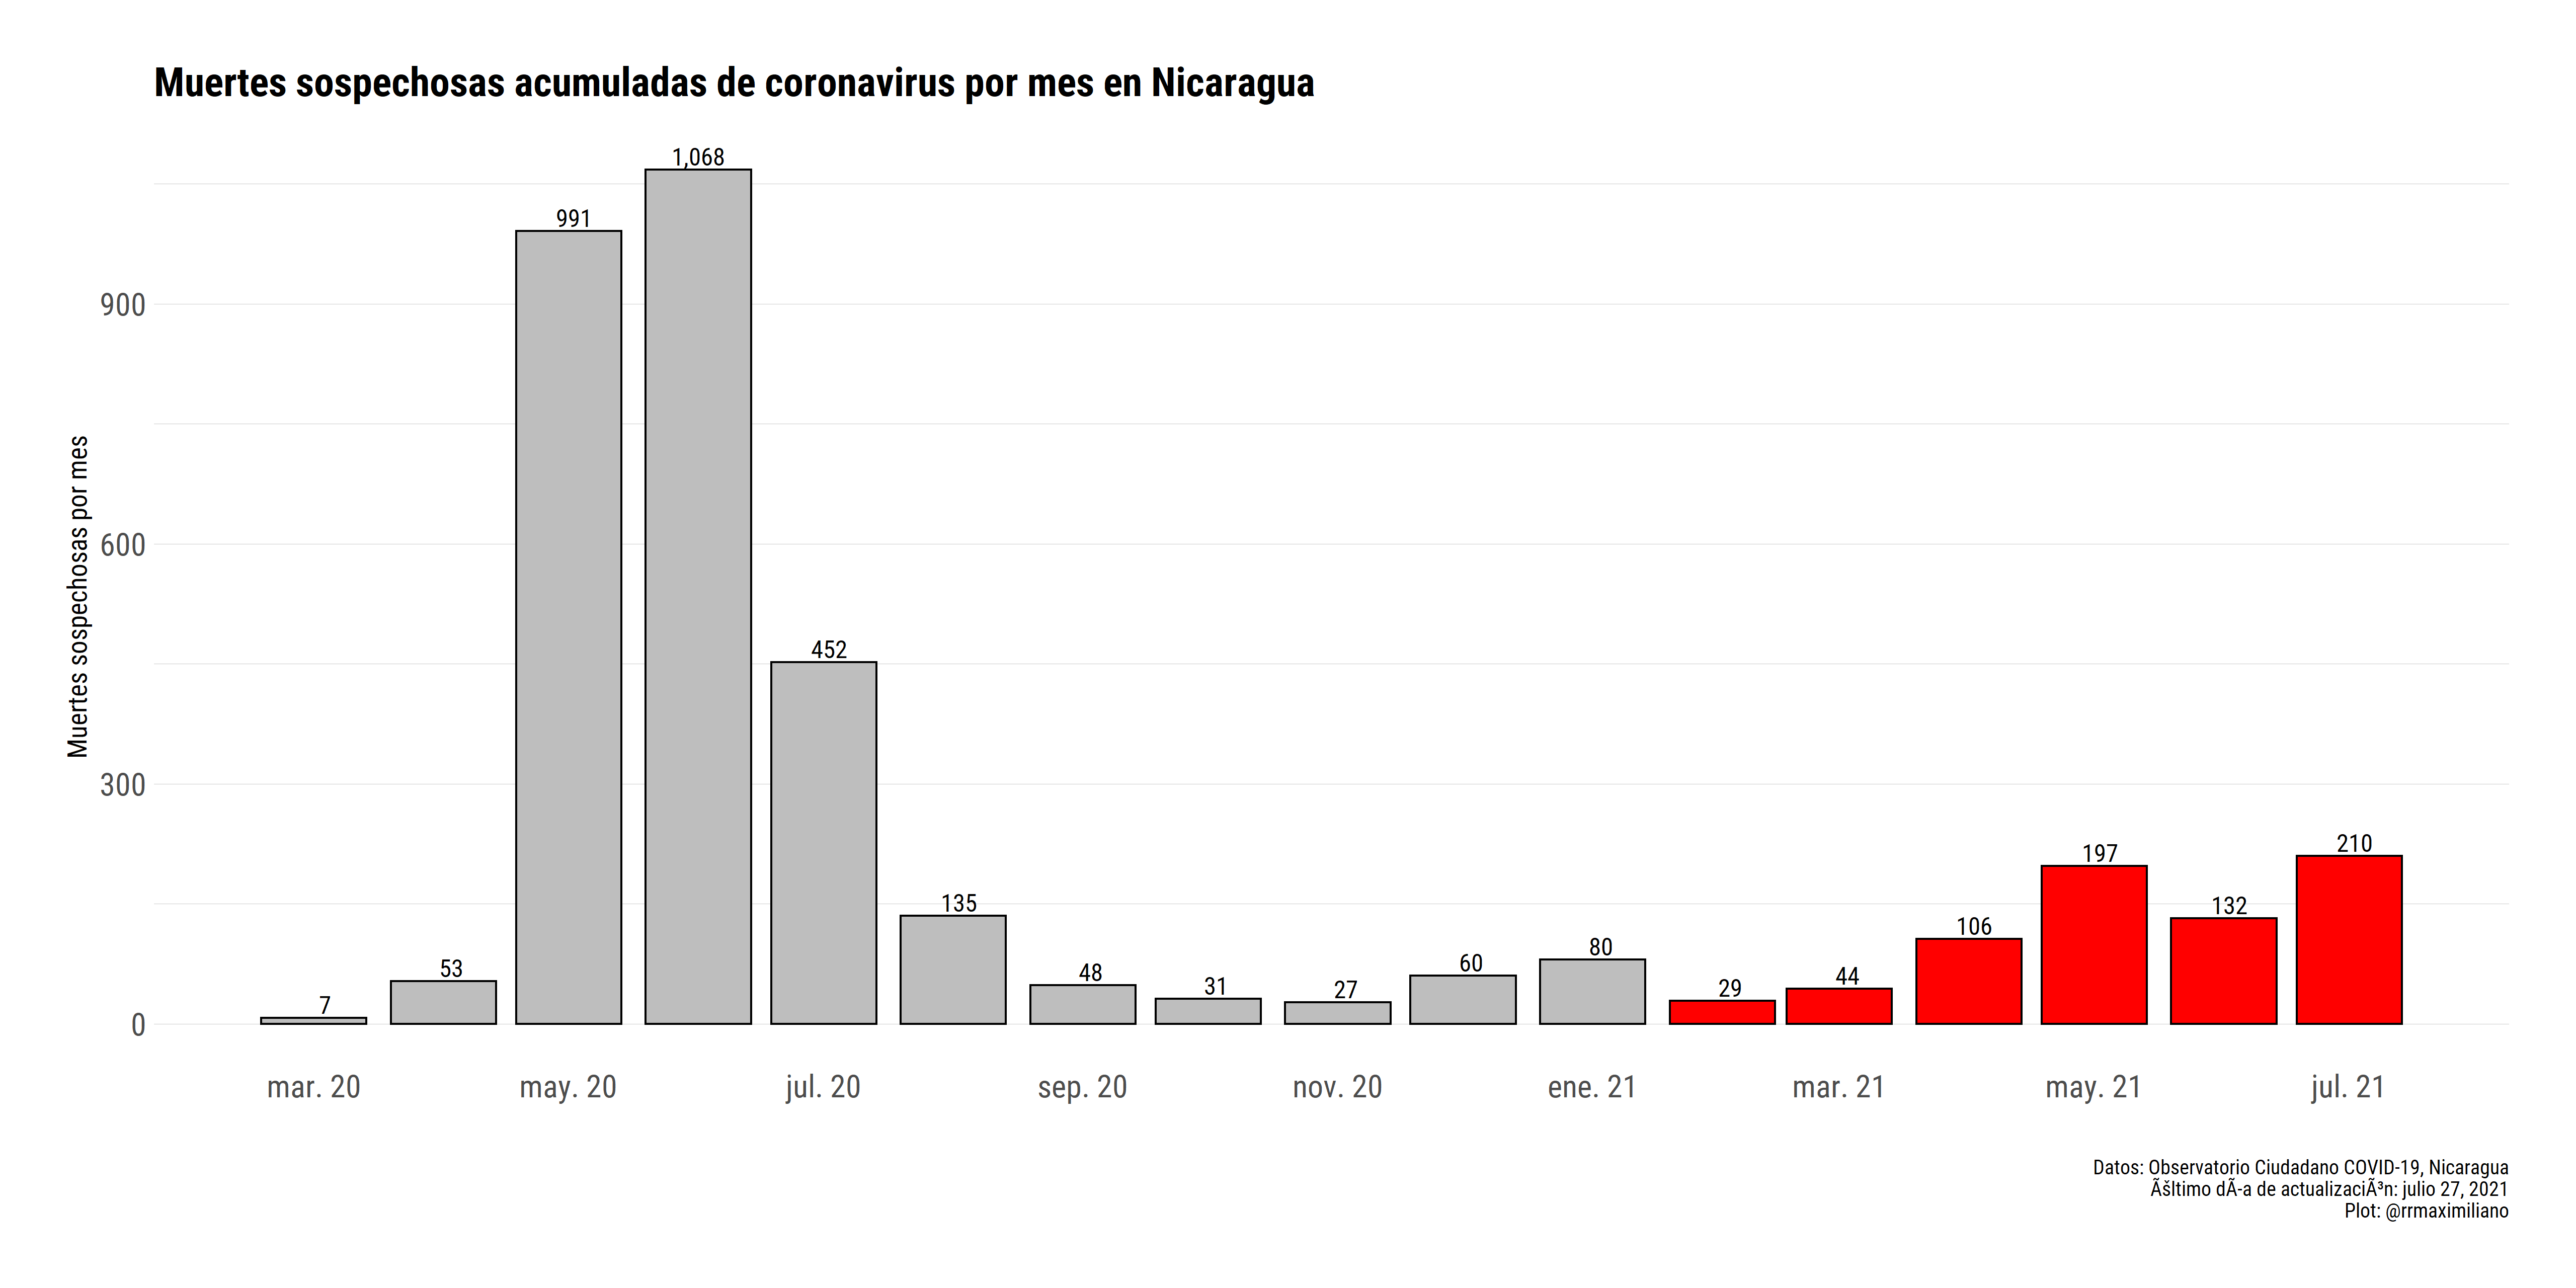 Muertes sospechosas acumuladas de coronavirus por mes en Nicaragua
Muertes sospechosas por mes
900
600
300
0
7
53
991
1,068
452
135
48
31
27
60
80
29
44
106
197
132
210
mar. 20
may. 20
jul. 20
sep. 20
nov. 20
ene. 21
mar. 21
may. 21
jul. 21
Datos: Observatorio Ciudadano COVID-19, Nicaragua
Ãšltimo dÃ-a de actualizaciÃ³n: julio 27, 2021
Plot: @rrmaximiliano